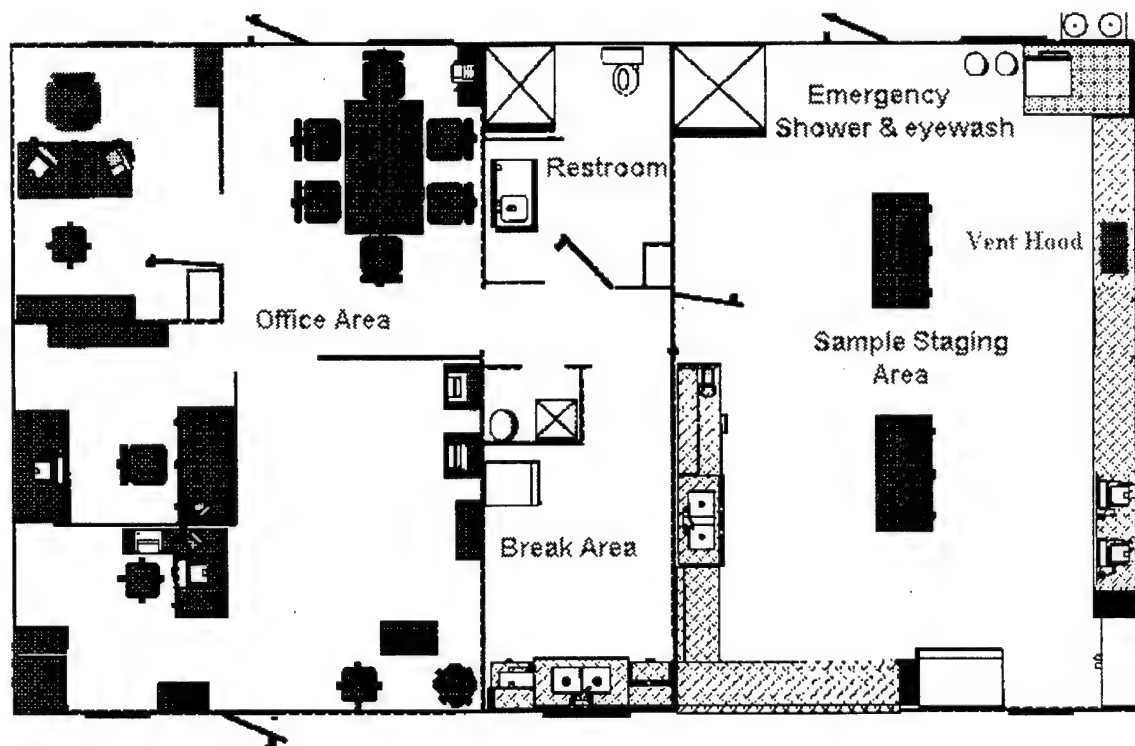 Emergency
Shower & eyewash
Restroom
Vent Hood
Office Area
Sample Staging
Area
Break Area